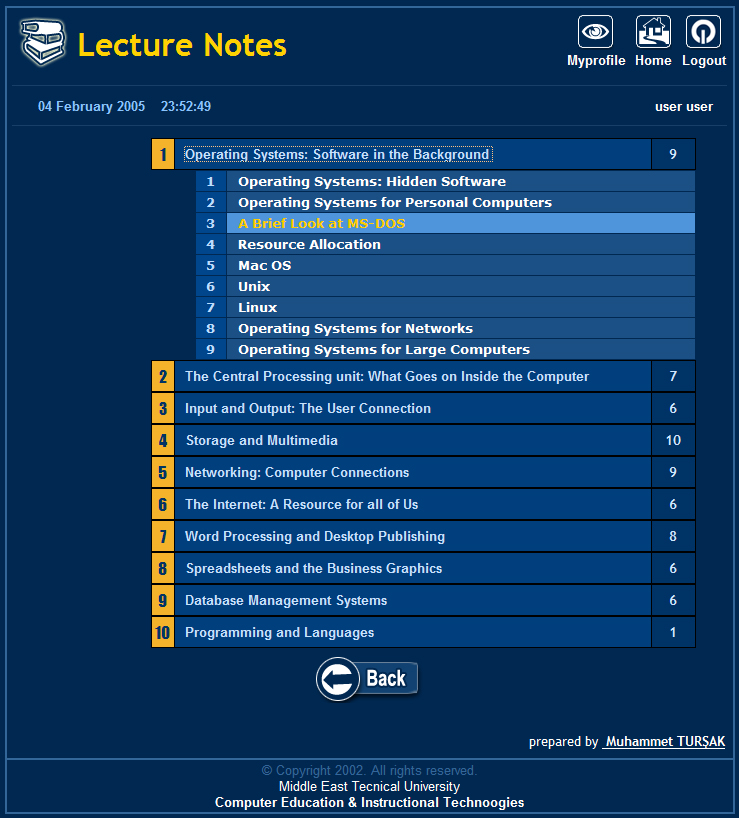 Lecture Notes
Myprofile Home Logout
04 February 2005 23:52:49 user user
1 Operating Systems: Software in the Background 9
1 Operating Systems: Hidden Software
2 Operating Systems for Personal Computers
3 A Brief Look at MS-DOS
4 Resource Allocation
5 Mac OS
6 Unix
7 Linux
8 Operating Systems for Networks
9 Operating Systems for Large Computers
2 The Central Processing unit: What Goes on Inside the Computer 7
3 Input and Output: The User Connection 6
4 Storage and Multimedia 10
5 Networking: Computer Connections 9
6 The Internet: A Resource for all of Us 6
7 Word Processing and Desktop Publishing 8
8 Spreadsheets and the Business Graphics 6
9 Database Management Systems 6
10 Programming and Languages 1
Back
prepared by Muhammet TURŞAK
© Copyright 2002. All rights reserved.
Middle East Tecnical University
Computer Education & Instructional Technoogies